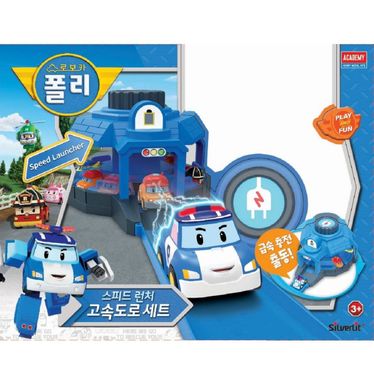 로보카
폴리
ACADEMY
Speed Launcher
PLAY
FUN
급속 충전
출동!
스피드 런처
고속도로 세트
3+
Silverlit